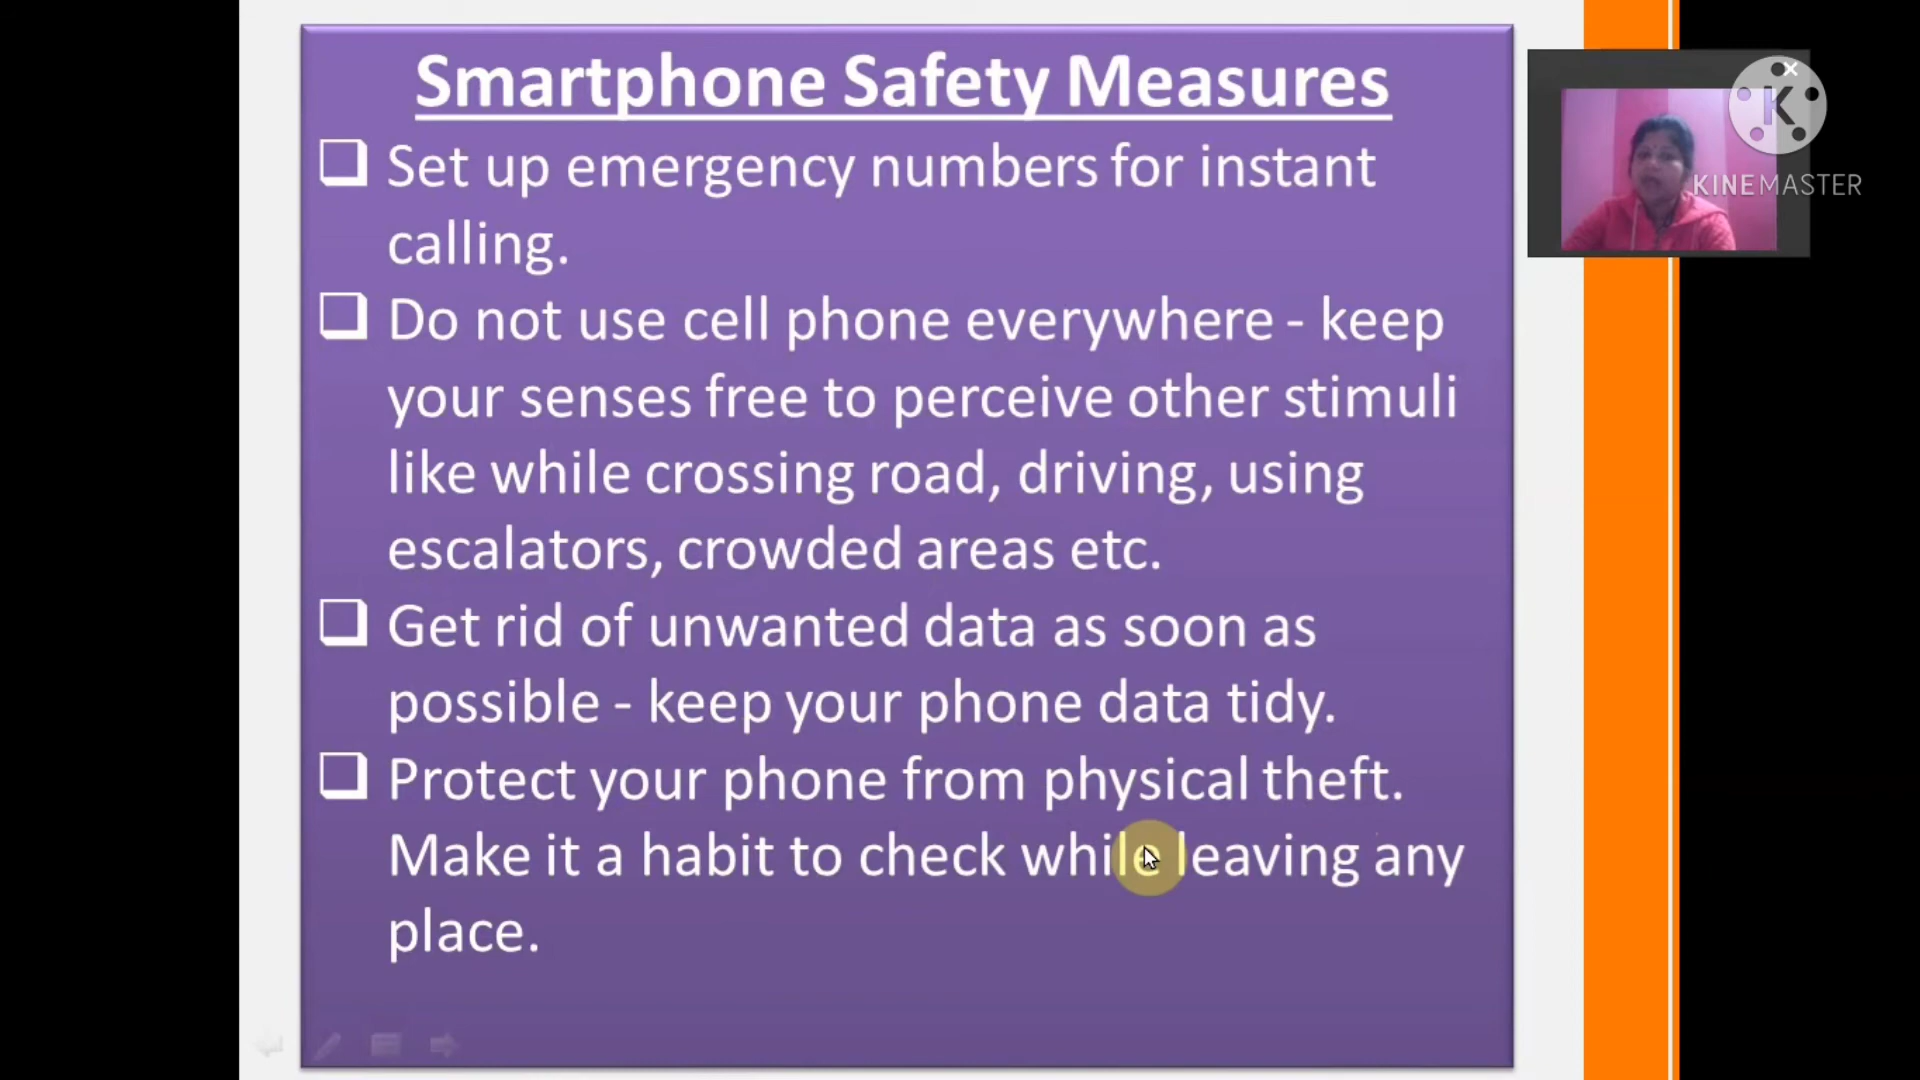 Smartphone Safety Measures
Set up emergency numbers for instant
calling.
Do not use cell phone everywhere - keep
your senses free to perceive other stimuli
like while crossing road, driving, using
escalators, crowded areas etc.
Get rid of unwanted data as soon as
possible - keep your phone data tidy.
Protect your phone from physical theft.
Make it a habit to check while leaving any
place.
K
KINEMASTER